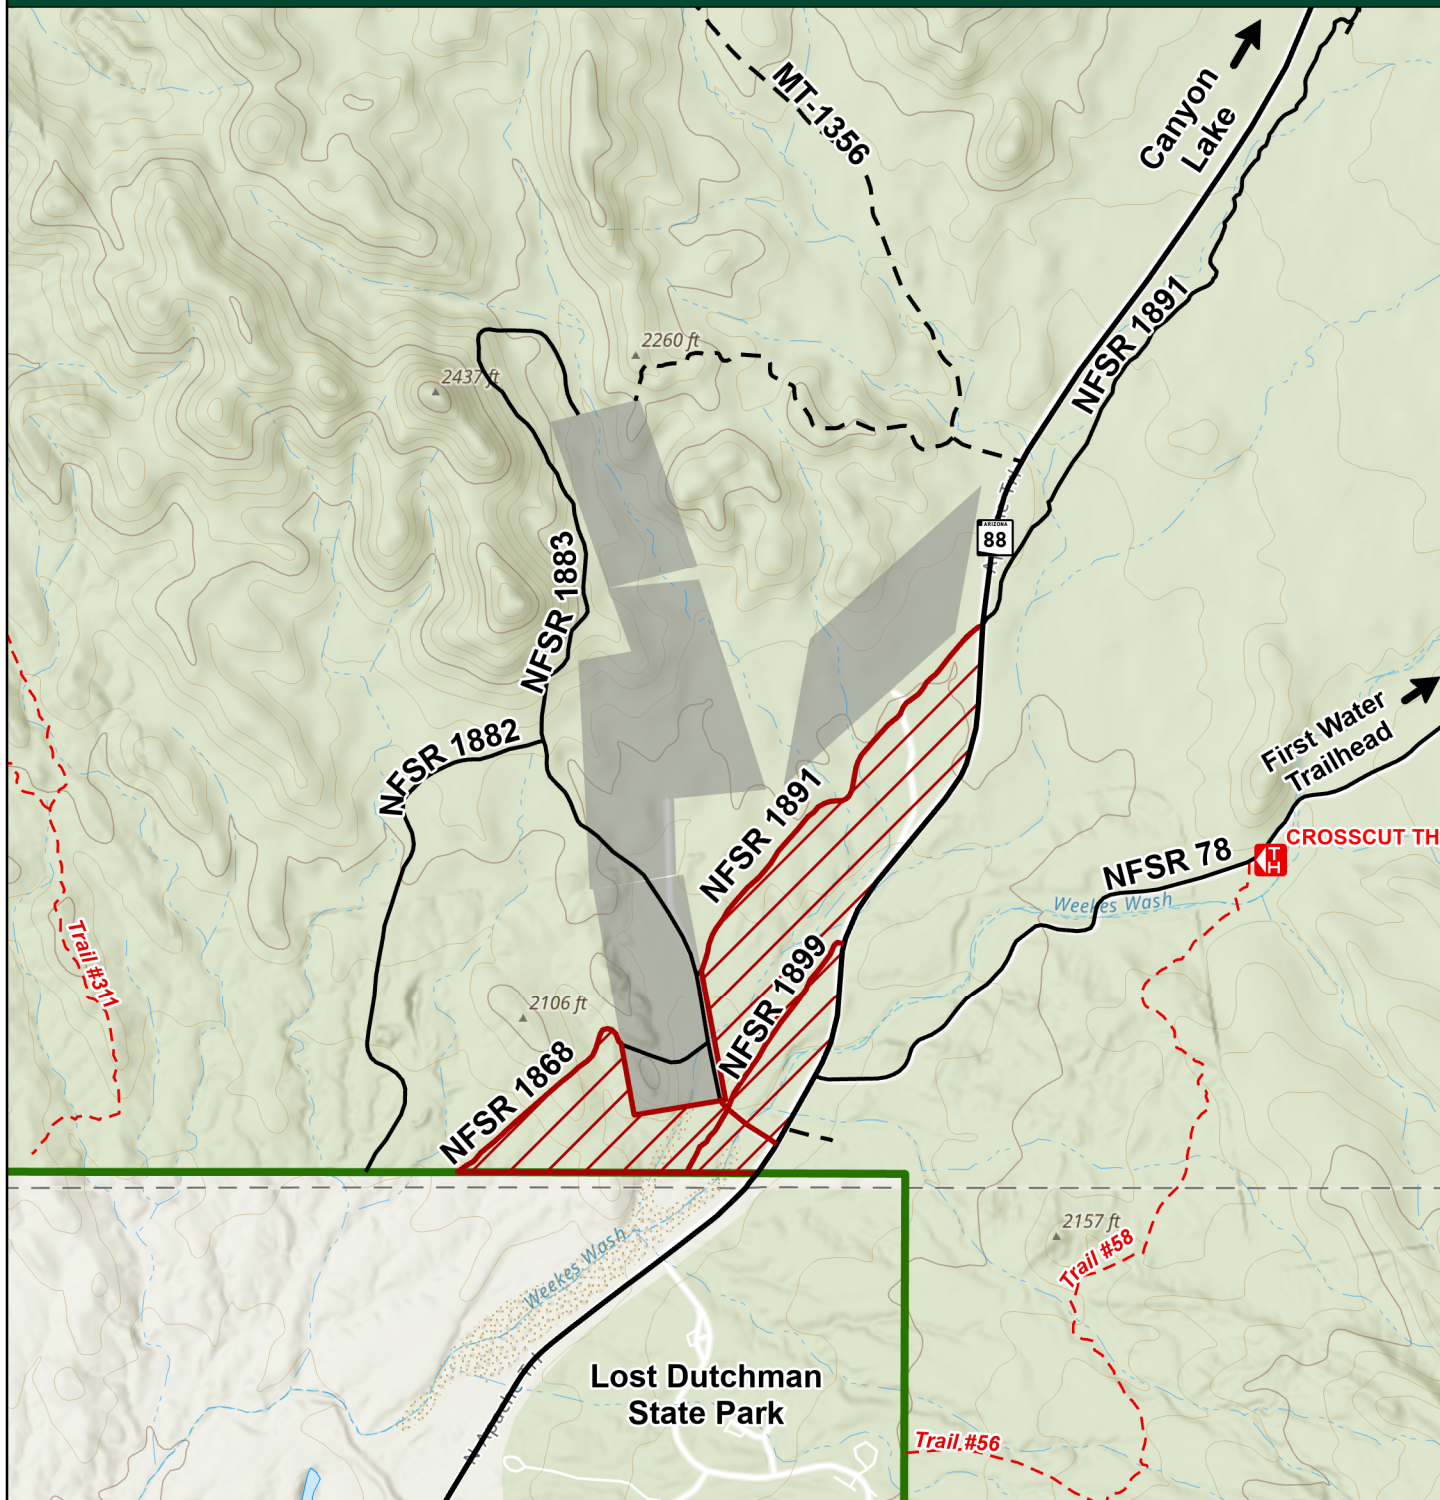 MT-1356
Canyon
Lake
2260 ft
2437 ft
NFSR 1891
ARIZONA
88
NFSR 1883
NFSR 1882
First Water
Trailhead
CROSSCUT TH
T
H
NFSR 1891
NFSR 78
Weekes Wash
Trail #311
NFSR 1899
2106 ft
NFSR 1868
2157 ft
Trail #58
Weekes Wash
N Apache Trl
Lost Dutchman
State Park
Trail #56